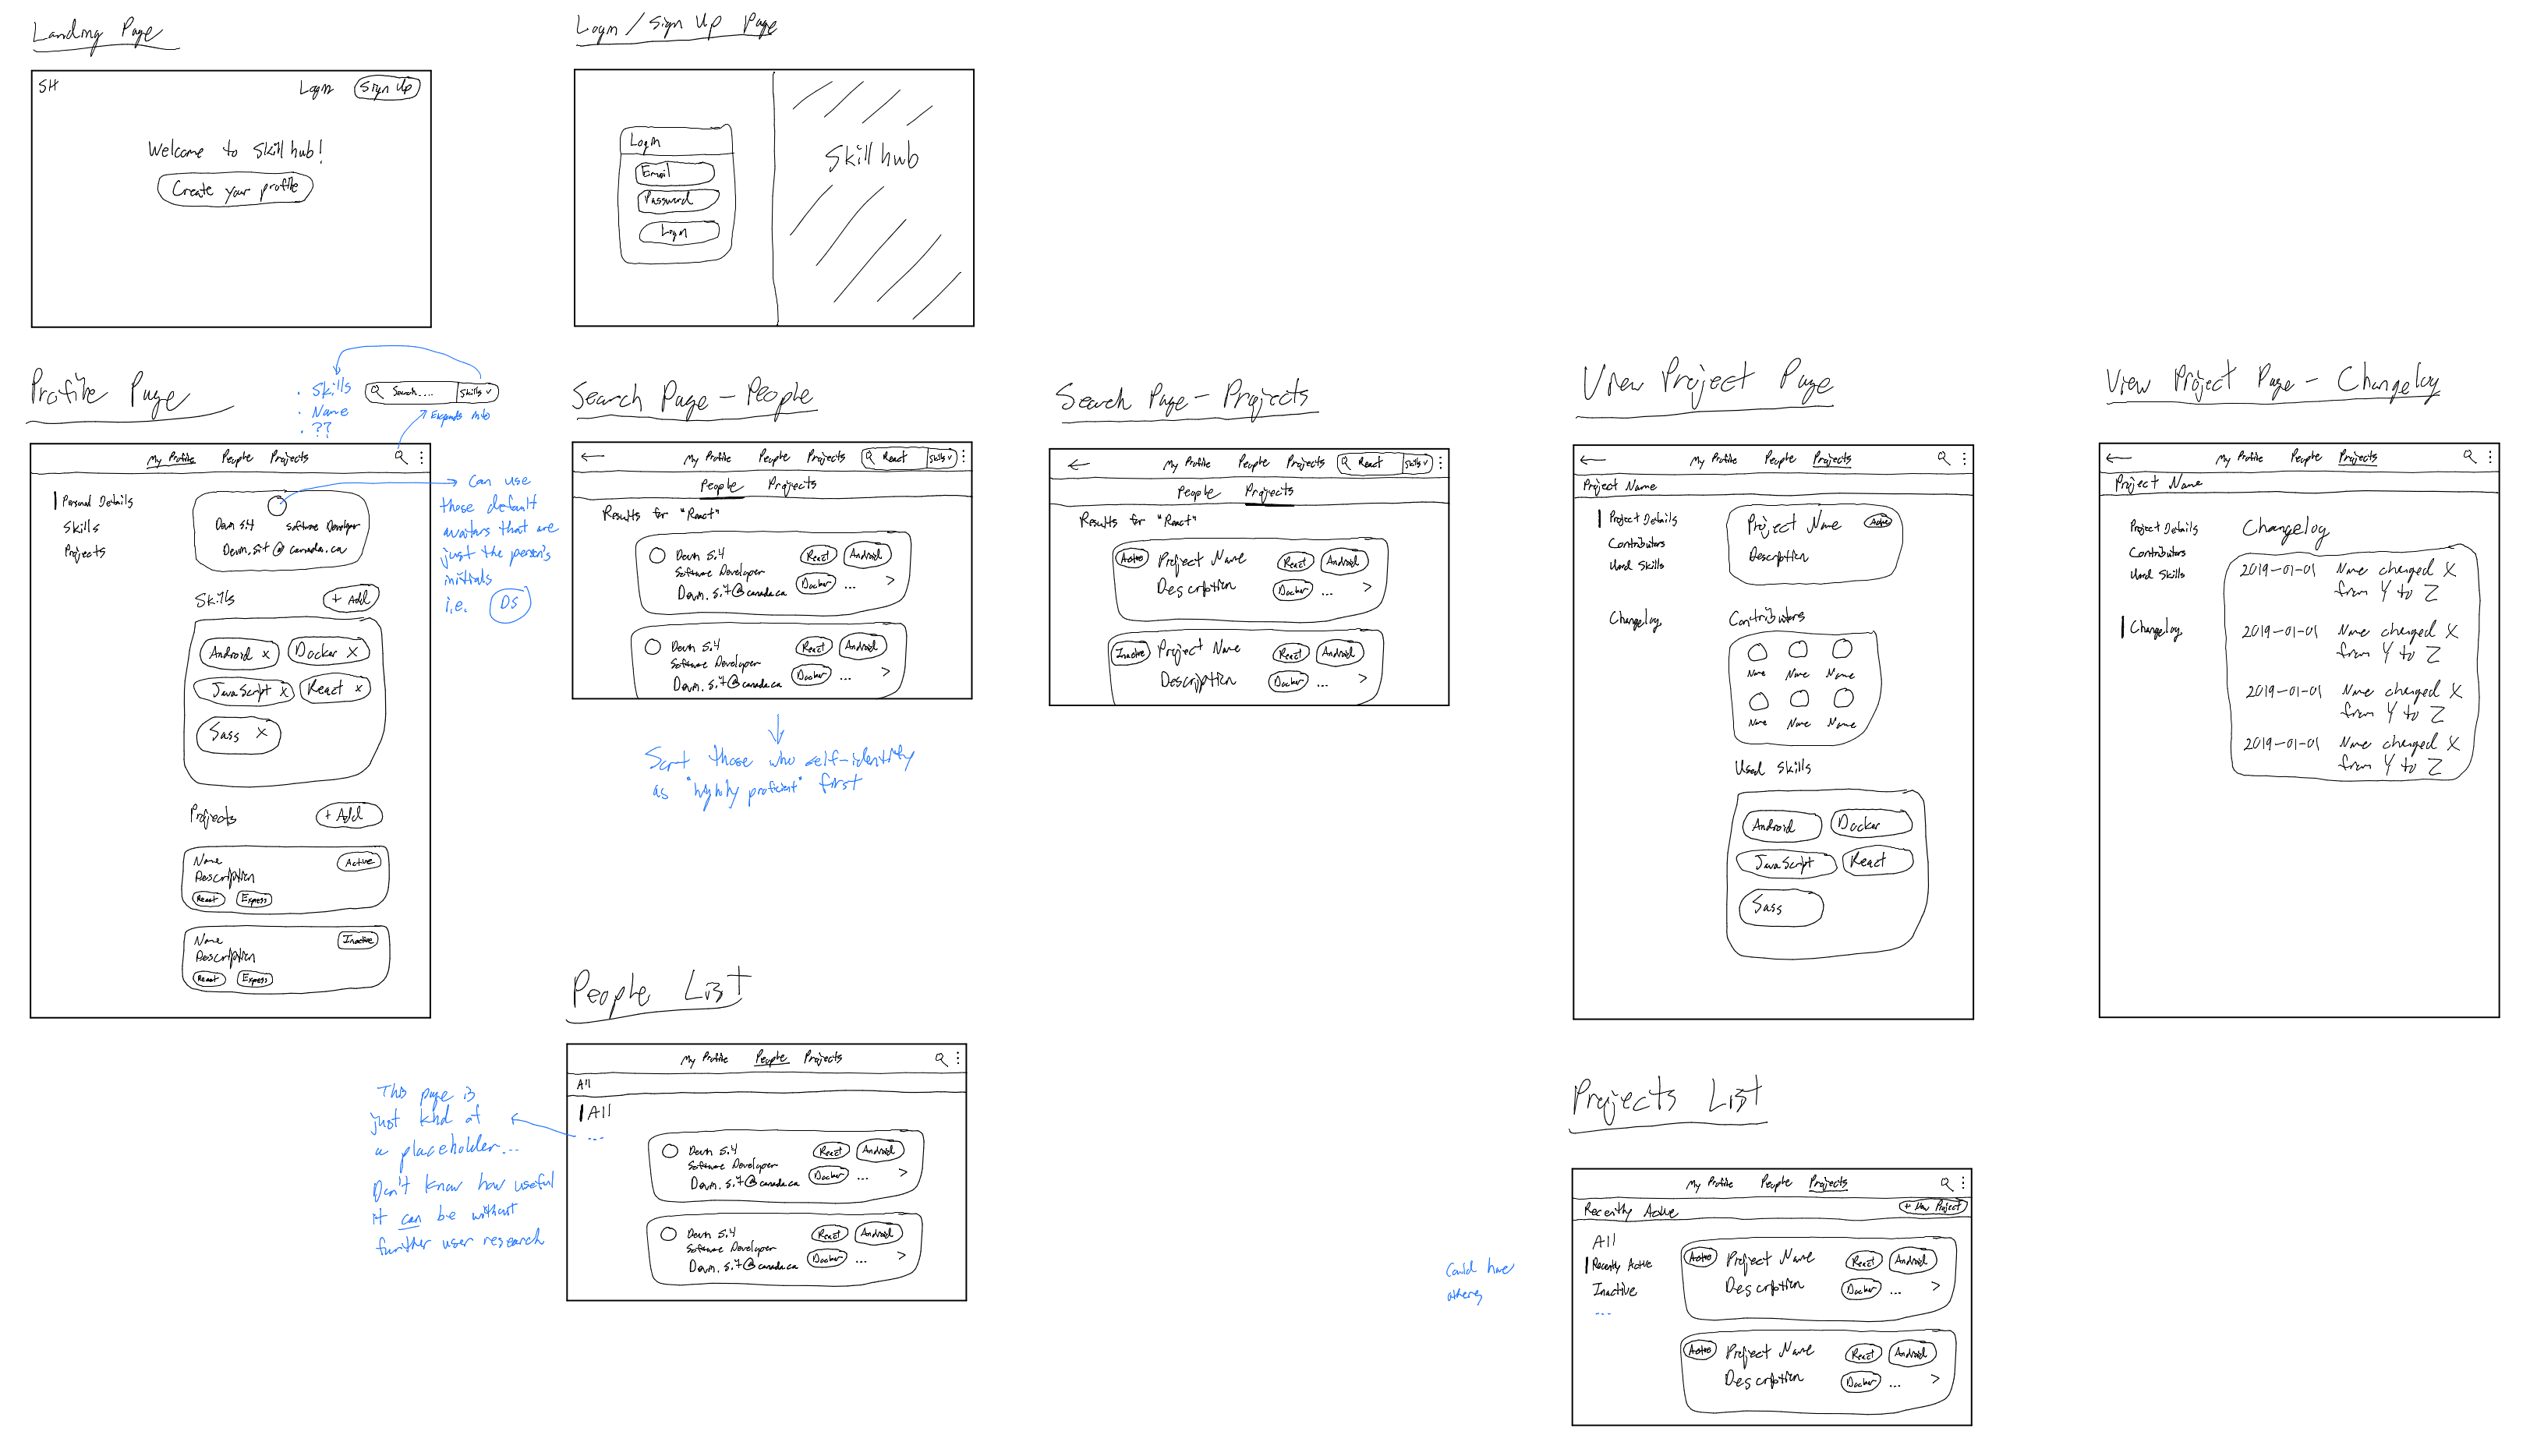 Landing Page
SH
Login
Sign Up
Welcome to Skill hub!
Create your profile
Login / Sign Up Page
Login
Email
Password
Login
Skill hub
Profile Page
· Skills
· Name
· ??
Search....
Skills v
Expands into
My Profile People Projects
Personal Details
Skills
Projects
Devin Sit Software Developer
Devin.sit@canada.ca
Can use
those default
avatars that are
just the person's
initials
i.e. DS
Skills + Add
Android x Docker x
JavaScript x React x
Sass x
Projects + Add
Name Active
Description
React Express
Name Inactive
Description
React Express
Search Page - People
← My Profile People Projects React Skills v
People Projects
Results for "React"
Devin Sit React Android
Software Developer
Devin.sit@canada.ca Docker ... >
Devin Sit React Android
Software Developer
Devin.sit@canada.ca Docker ... >
Sort those who self-identify
as "highly proficient" first
Search Page - Projects
← My Profile People Projects React Skills v
People Projects
Results for "React"
Active Project Name React Android
Description Docker ... >
Inactive Project Name React Android
Description Docker ... >
View Project Page
← My Profile People Projects
Project Name
Project Details
Contributors
Used Skills
Changelog
Project Name Active
Description
Contributors
Name Name Name
Name Name Name
Used Skills
Android Docker
JavaScript React
Sass
View Project Page - Changelog
← My Profile People Projects
Project Name
Project Details
Contributors
Used Skills
Changelog
Changelog
2019-01-01 Name changed X
from Y to Z
2019-01-01 Name changed X
from Y to Z
2019-01-01 Name changed X
from Y to Z
2019-01-01 Name changed X
from Y to Z
People List
My Profile People Projects
All
All
...
This page is
just kind of
a placeholder...
Don't know how useful
it can be without
further user research
Devin Sit React Android
Software Developer
Devin.sit@canada.ca Docker ... >
Devin Sit React Android
Software Developer
Devin.sit@canada.ca Docker ... >
Projects List
My Profile People Projects
Recently Active + New Project
All
Recently Active
Inactive
...
Could have
others
Active Project Name React Android
Description Docker ... >
Active Project Name React Android
Description Docker ... >